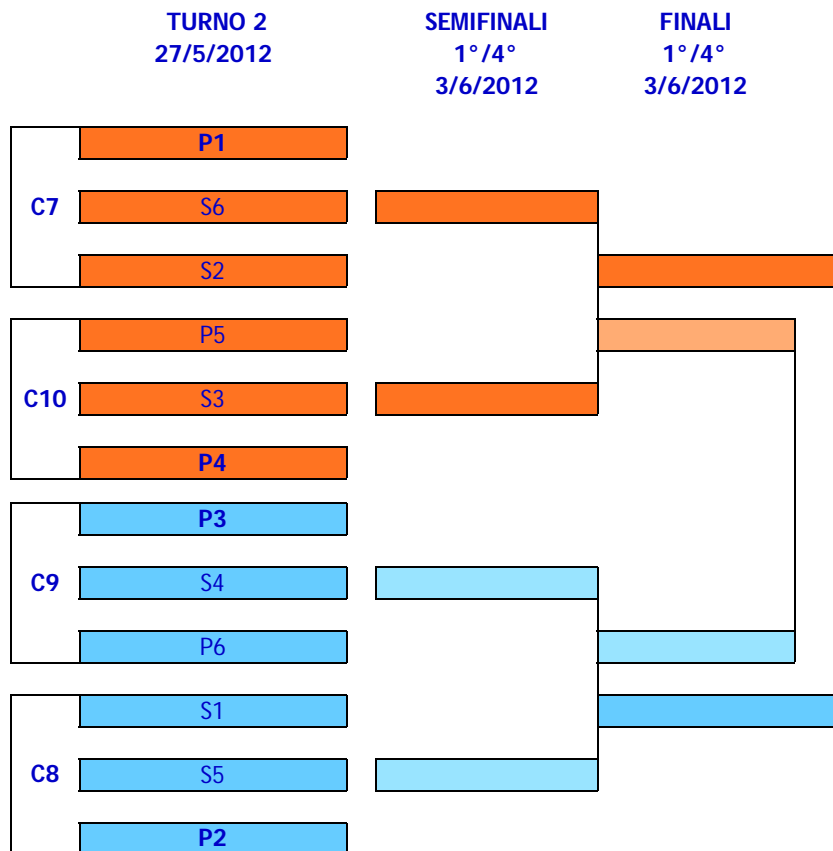 TURNO 2
27/5/2012
SEMIFINALI
1°/4°
3/6/2012
FINALI
1°/4°
3/6/2012
P1
C7
S6
S2
P5
C10
S3
P4
P3
C9
S4
P6
S1
C8
S5
P2